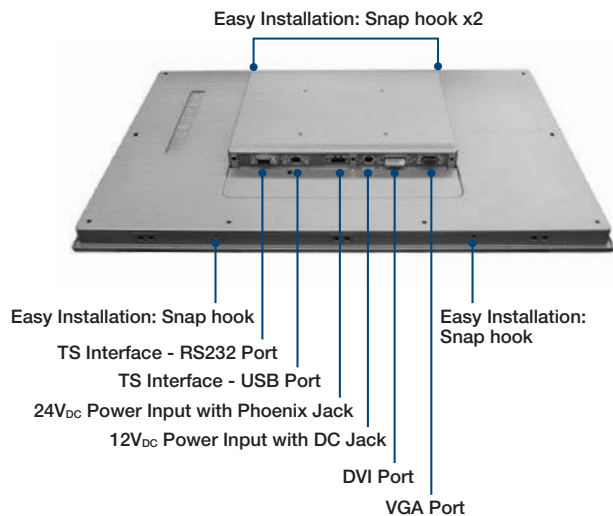 Easy Installation: Snap hook x2
Easy Installation: Snap hook
Easy Installation:
Snap hook
TS Interface - RS232 Port
TS Interface - USB Port
24VDC Power Input with Phoenix Jack
12VDC Power Input with DC Jack
DVI Port
VGA Port